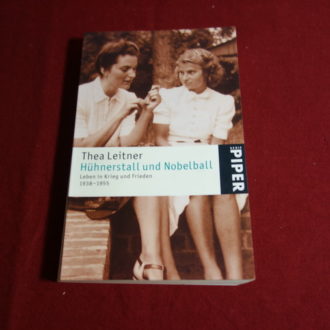 Thea Leitner
Hühnerstall und Nobelball
Leben in Krieg und Frieden
1938–1955
SERIE
PIPER